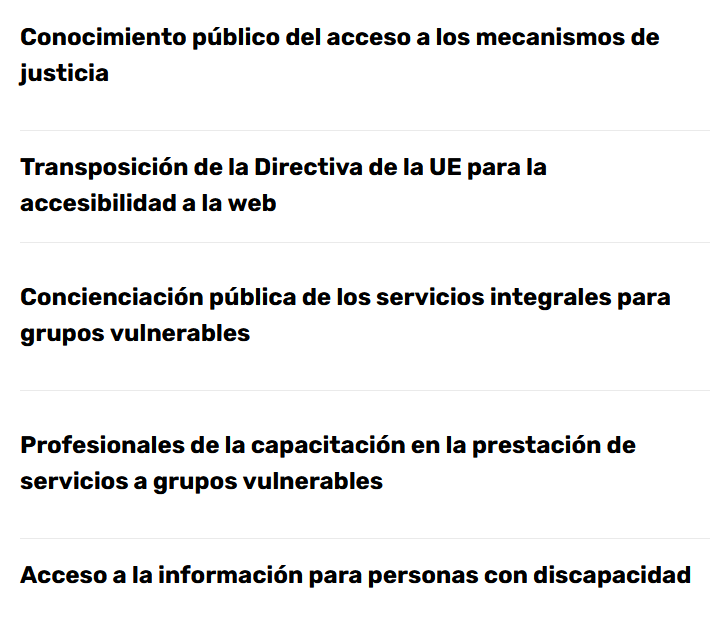 Conocimiento público del acceso a los mecanismos de
justicia
Transposición de la Directiva de la UE para la
accesibilidad a la web
Concienciación pública de los servicios integrales para
grupos vulnerables
Profesionales de la capacitación en la prestación de
servicios a grupos vulnerables
Acceso a la información para personas con discapacidad